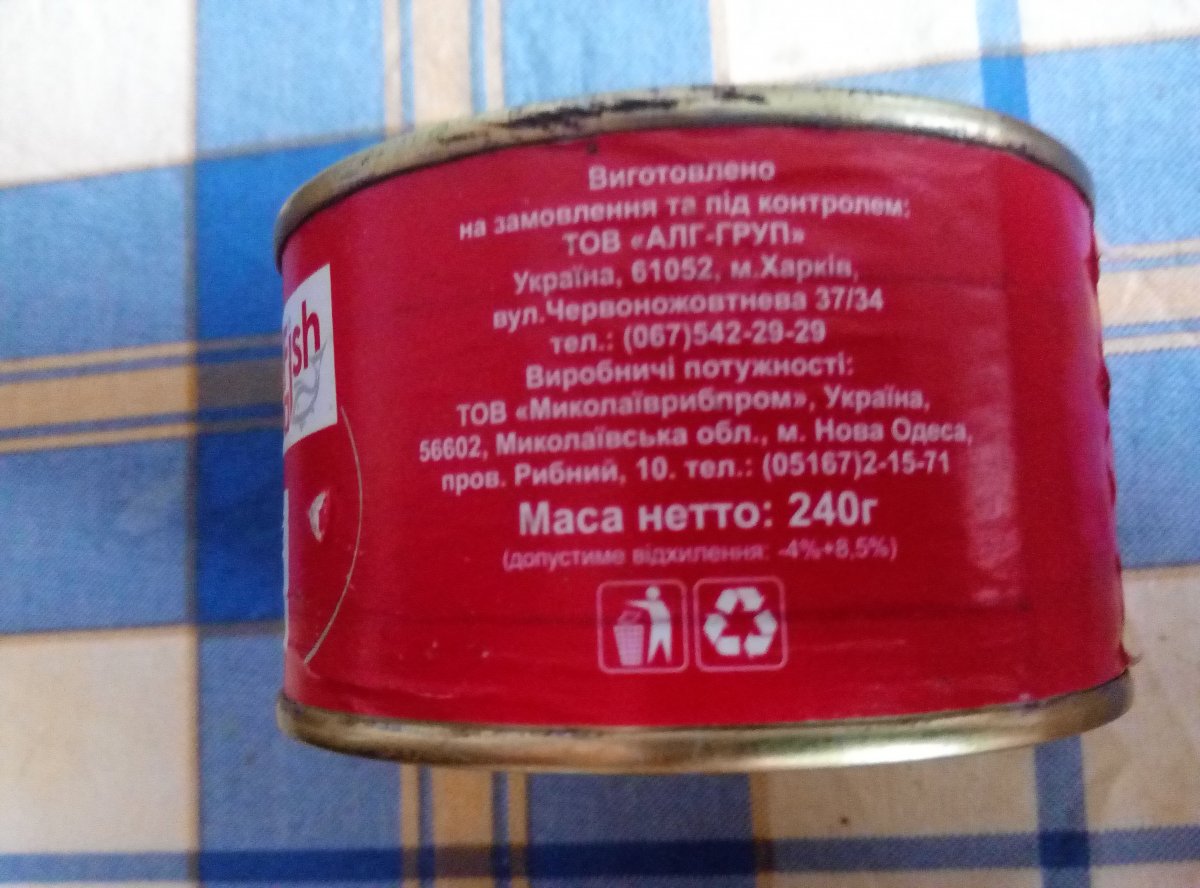 Виготовлено
на замовлення та під контролем:
ТОВ «АЛГ-ГРУП»
Україна, 61052, м.Харків,
вул.Червоножовтнева 37/34
тел.: (067)542-29-29
Виробничі потужності:
ТОВ «Миколаїврибпром», Україна,
56602, Миколаївська обл., м. Нова Одеса,
пров. Рибний, 10. тел.: (05167)2-15-71
Маса нетто: 240г
(допустиме відхилення: -4%+8,5%)